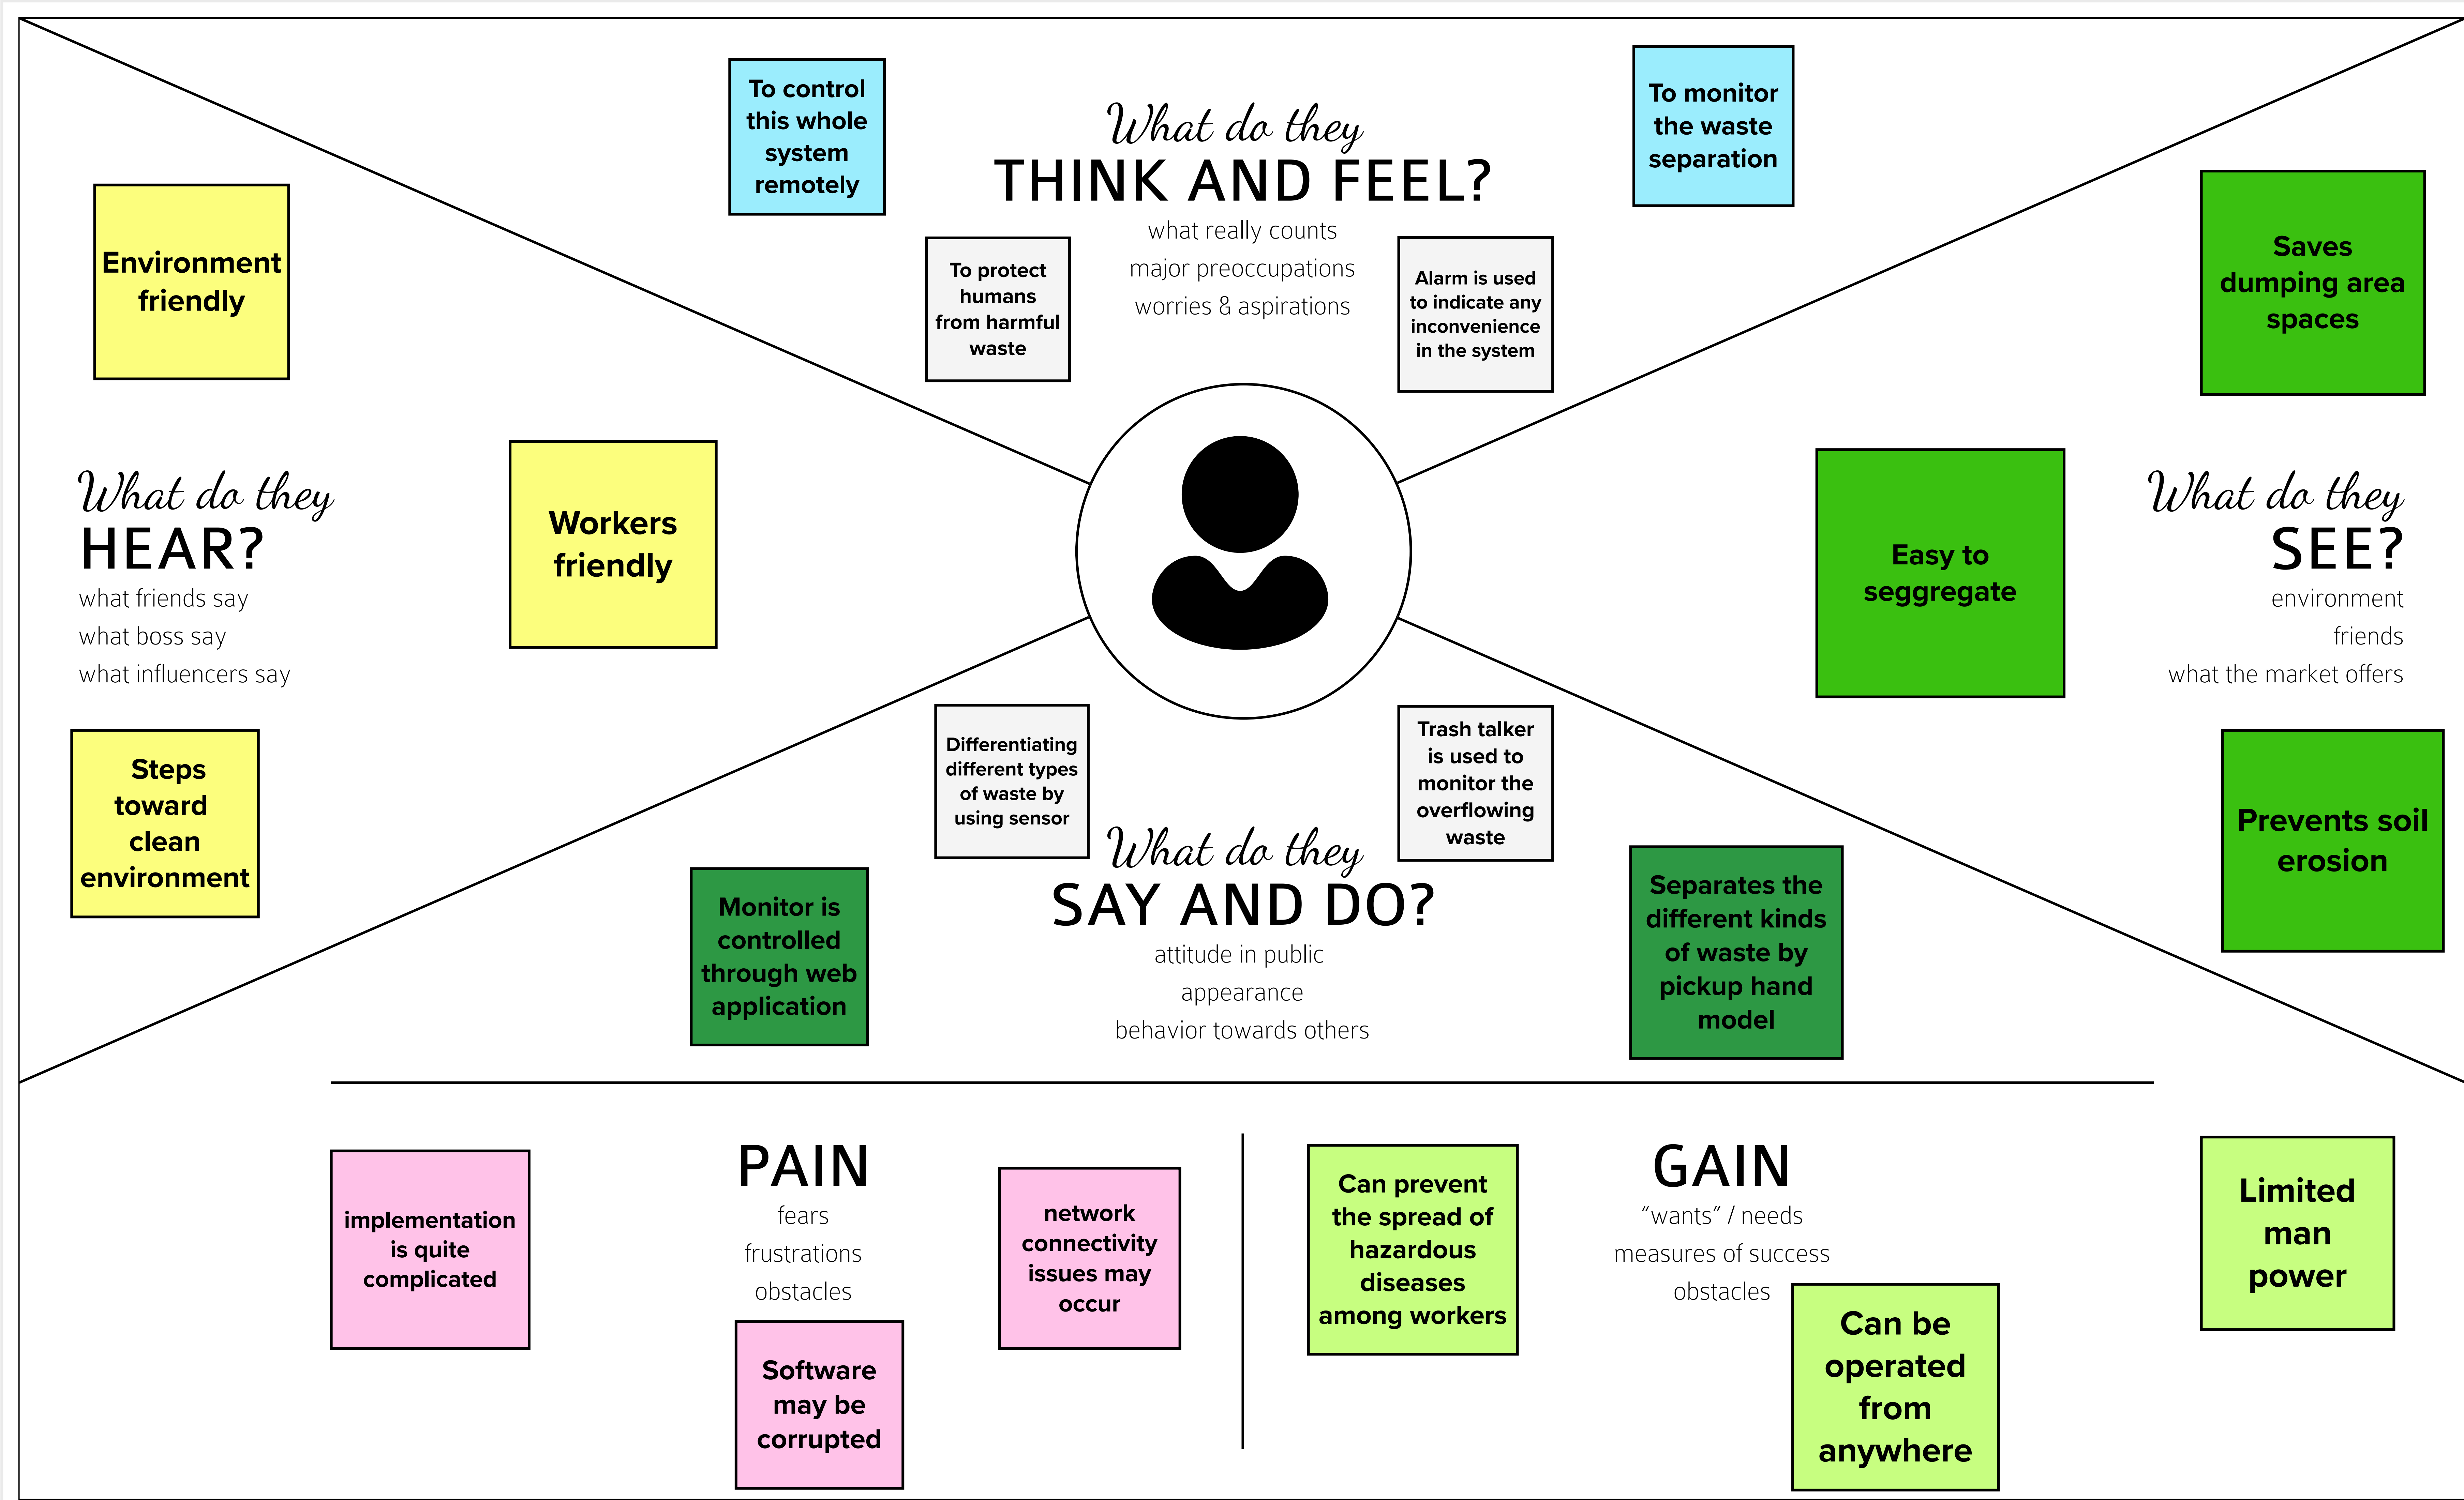 To control
this whole
system
remotely
What do they
THINK AND FEEL?
what really counts
major preoccupations
worries & aspirations
To monitor
the waste
separation
To protect
humans
from harmful
waste
Alarm is used
to indicate any
inconvenience
in the system
Environment
friendly
Workers
friendly
What do they
HEAR?
what friends say
what boss say
what influencers say
Steps
toward
clean
environment
Saves
dumping area
spaces
Easy to
seggregate
What do they
SEE?
environment
friends
what the market offers
Prevents soil
erosion
Differentiating
different types
of waste by
using sensor
Trash talker
is used to
monitor the
overflowing
waste
What do they
SAY AND DO?
attitude in public
appearance
behavior towards others
Monitor is
controlled
through web
application
Separates the
different kinds
of waste by
pickup hand
model
implementation
is quite
complicated
PAIN
fears
frustrations
obstacles
Software
may be
corrupted
network
connectivity
issues may
occur
Can prevent
the spread of
hazardous
diseases
among workers
GAIN
“wants” / needs
measures of success
obstacles
Can be
operated
from
anywhere
Limited
man
power